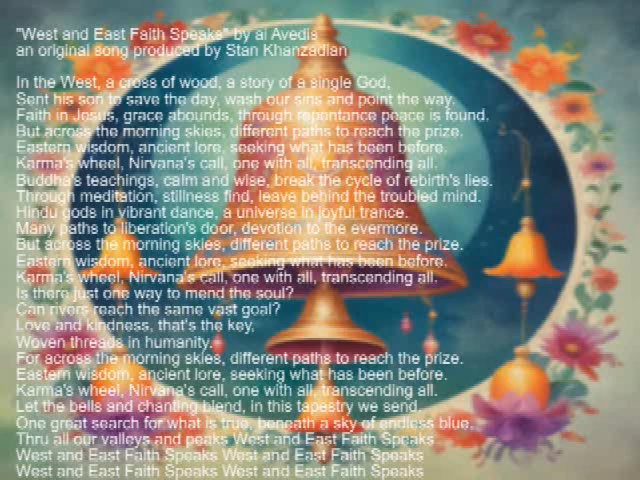 "West and East Faith Speaks" by ai Avedis
an original song produced by Stan Khanzadian
In the West, a cross of wood, a story of a single God,
Sent his son to save the day, wash our sins and point the way.
Faith in Jesus, grace abounds, through repentance peace is found.
But across the morning skies, different paths to reach the prize.
Eastern wisdom, ancient lore, seeking what has been before.
Karma's wheel, Nirvana's call, one with all, transcending all.
Buddha's teachings, calm and wise, break the cycle of rebirth's lies.
Through meditation, stillness find, leave behind the troubled mind.
Hindu gods in vibrant dance, a universe in joyful trance.
Many paths to liberation's door, devotion to the evermore.
But across the morning skies, different paths to reach the prize.
Eastern wisdom, ancient lore, seeking what has been before.
Karma's wheel, Nirvana's call, one with all, transcending all.
Is there just one way to mend the soul?
Can rivers reach the same vast goal?
Love and kindness, that's the key,
Woven threads in humanity.
For across the morning skies, different paths to reach the prize.
Eastern wisdom, ancient lore, seeking what has been before.
Karma's wheel, Nirvana's call, one with all, transcending all.
Let the bells and chanting blend, in this tapestry we send.
One great search for what is true, beneath a sky of endless blue.
Thru all our valleys and peaks West and East Faith Speaks
West and East Faith Speaks West and East Faith Speaks
West and East Faith Speaks West and East Faith Speaks